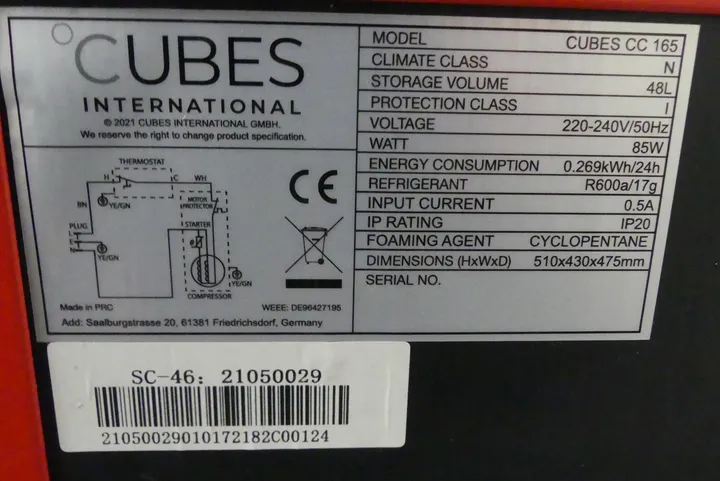 °CUBES
INTERNATIONAL
© 2021 CUBES INTERNATIONAL GMBH.
We reserve the right to change product specification.
THERMOSTAT
H C WH
BN
YE/GN
MOTOR
PROTECTOR
PLUG
L
E
N
YE/GN
STARTER
YE/GN
COMPRESSOR
CE
Made in PRC
WEEE: DE96427195
Add: Saalburgstrasse 20, 61381 Friedrichsdorf, Germany
MODEL CUBES CC 165
CLIMATE CLASS N
STORAGE VOLUME 48L
PROTECTION CLASS I
VOLTAGE 220-240V/50Hz
WATT 85W
ENERGY CONSUMPTION 0.269kWh/24h
REFRIGERANT R600a/17g
INPUT CURRENT 0.5A
IP RATING IP20
FOAMING AGENT CYCLOPENTANE
DIMENSIONS (HxWxD) 510x430x475mm
SERIAL NO.
SC-46: 21050029
21050029010172182C00124